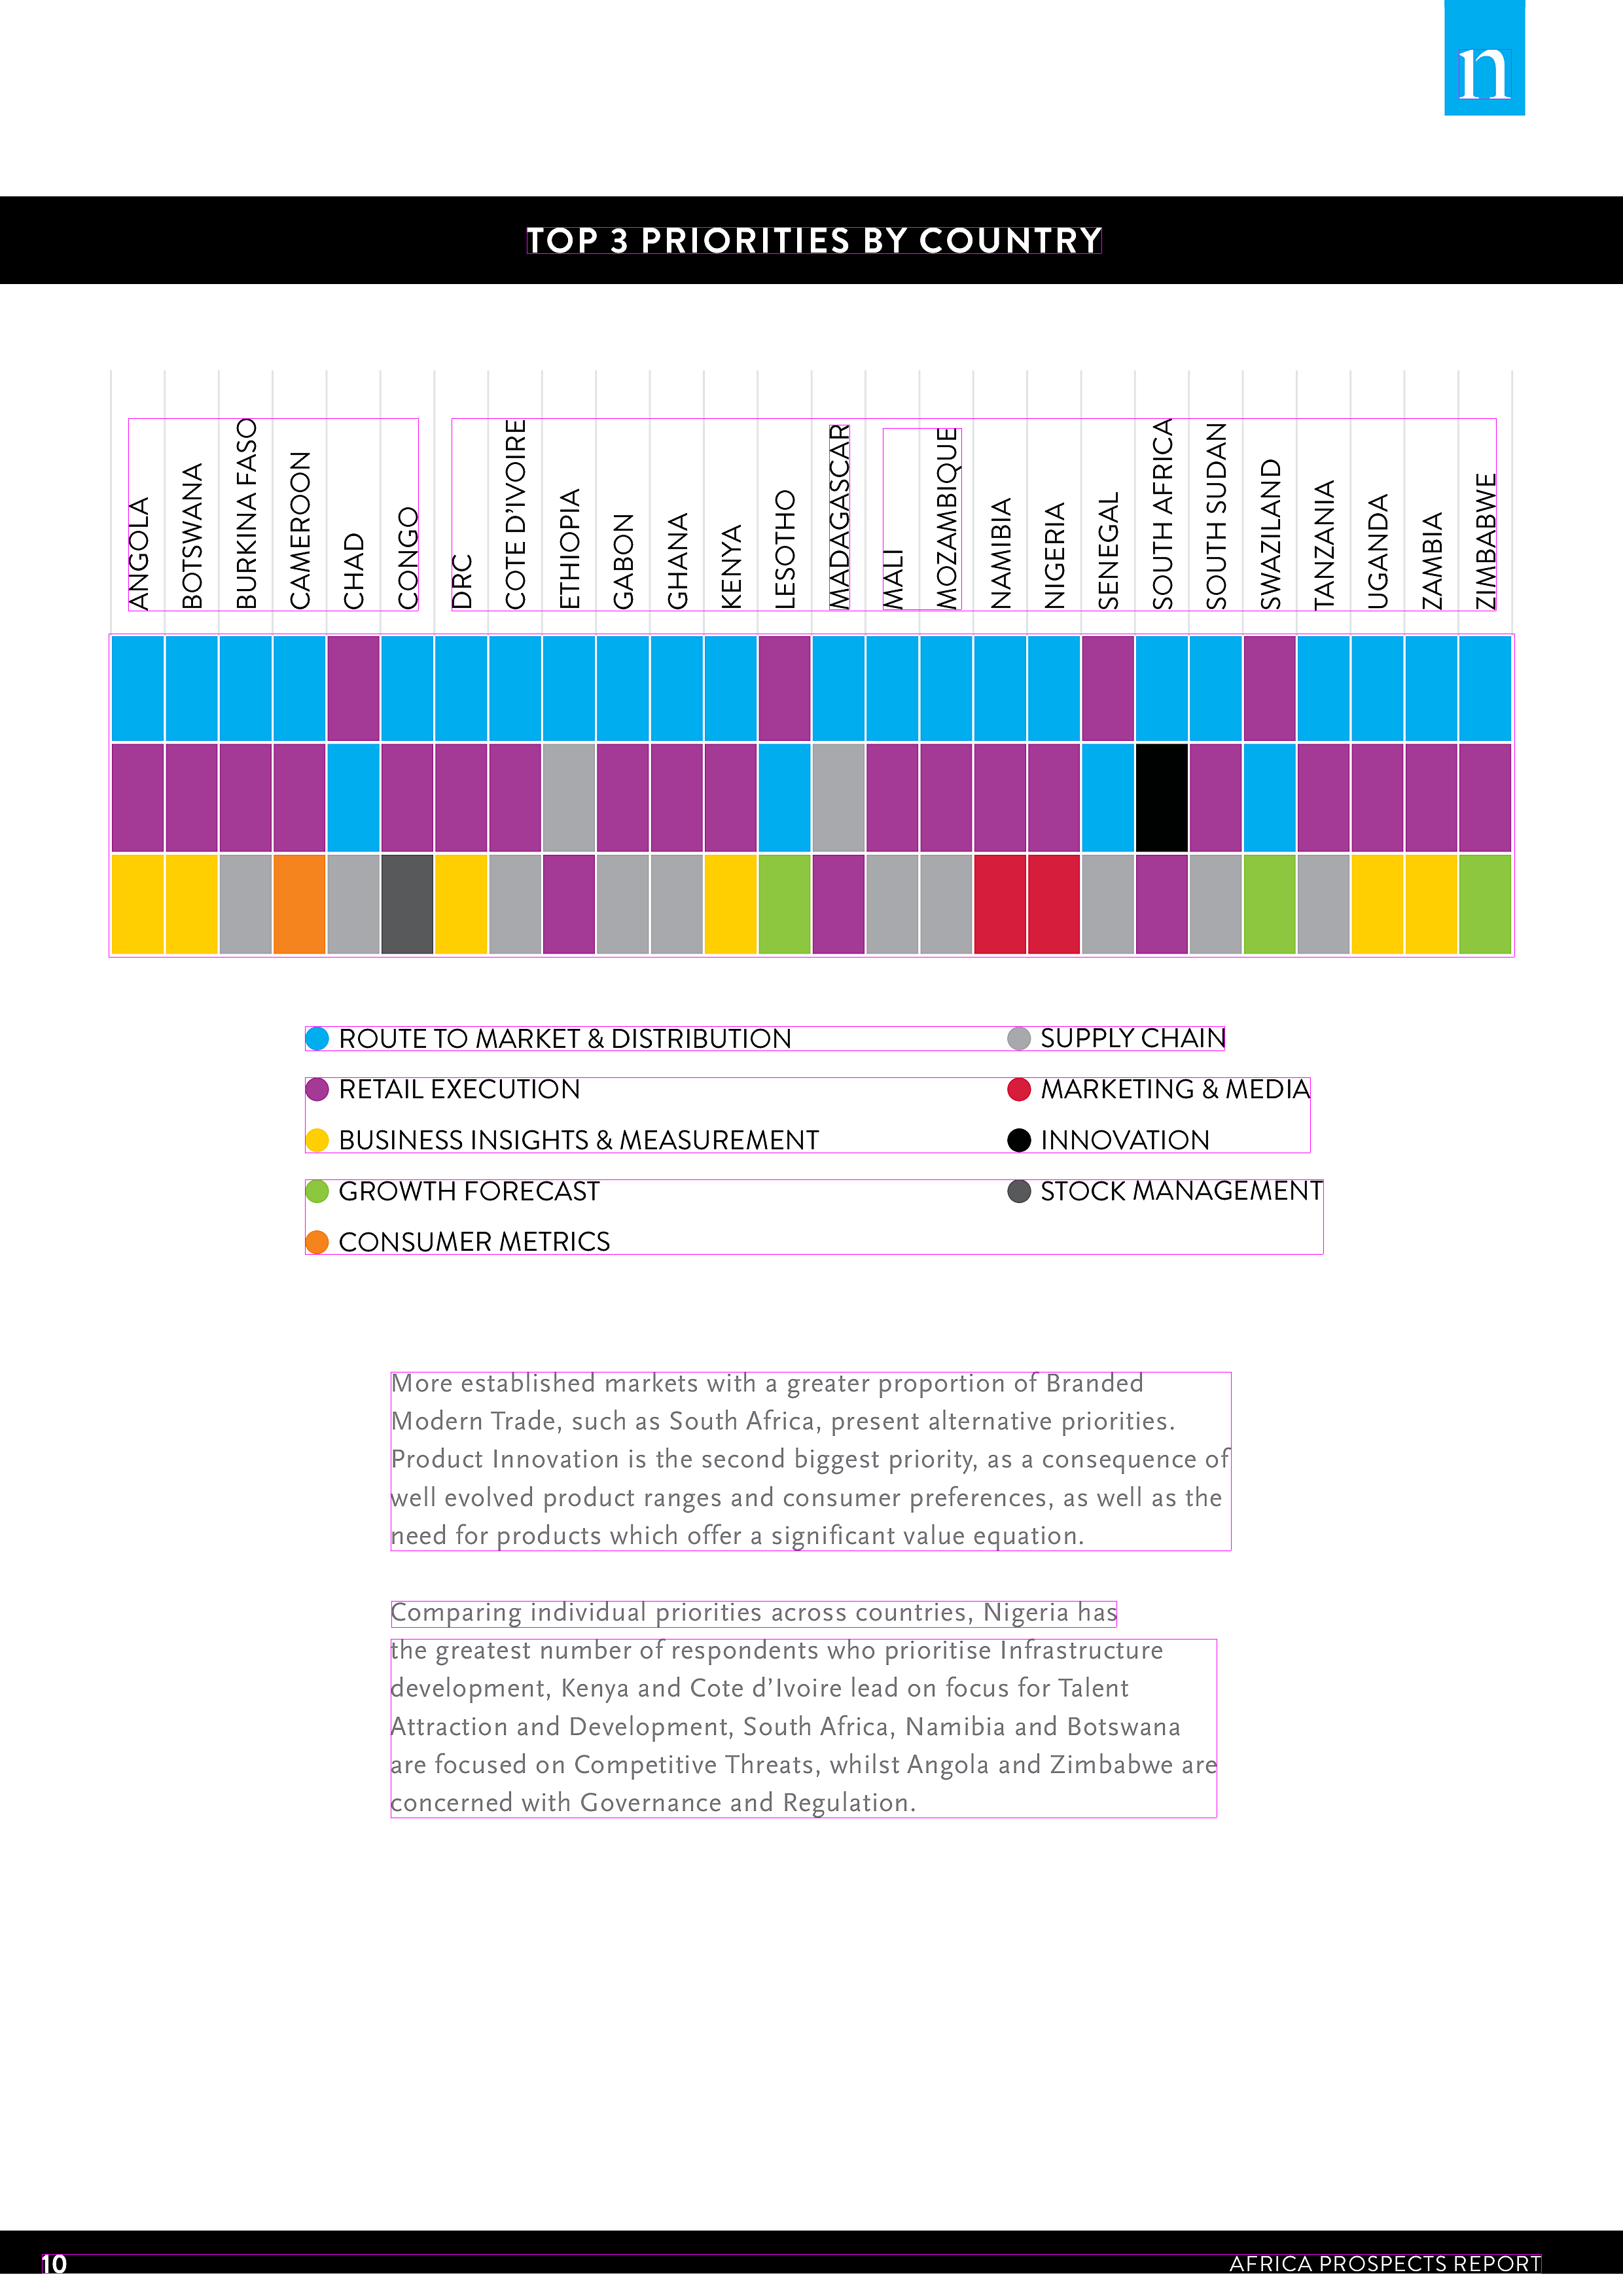 n
TOP 3 PRIORITIES BY COUNTRY
ANGOLA
BOTSWANA
BURKINA FASO
CAMEROON
CHAD
CONGO
DRC
COTE D'IVOIRE
ETHIOPIA
GABON
GHANA
KENYA
LESOTHO
MADAGASCAR
MALI
MOZAMBIQUE
NAMIBIA
NIGERIA
SENEGAL
SOUTH AFRICA
SOUTH SUDAN
SWAZILAND
TANZANIA
UGANDA
ZAMBIA
ZIMBABWE
ROUTE TO MARKET & DISTRIBUTION
SUPPLY CHAIN
RETAIL EXECUTION
MARKETING & MEDIA
BUSINESS INSIGHTS & MEASUREMENT
INNOVATION
GROWTH FORECAST
STOCK MANAGEMENT
CONSUMER METRICS
More established markets with a greater proportion of Branded
Modern Trade, such as South Africa, present alternative priorities.
Product Innovation is the second biggest priority, as a consequence of
well evolved product ranges and consumer preferences, as well as the
need for products which offer a significant value equation.
Comparing individual priorities across countries, Nigeria has
the greatest number of respondents who prioritise Infrastructure
development, Kenya and Cote d'Ivoire lead on focus for Talent
Attraction and Development, South Africa, Namibia and Botswana
are focused on Competitive Threats, whilst Angola and Zimbabwe are
concerned with Governance and Regulation.
10
AFRICA PROSPECTS REPORT